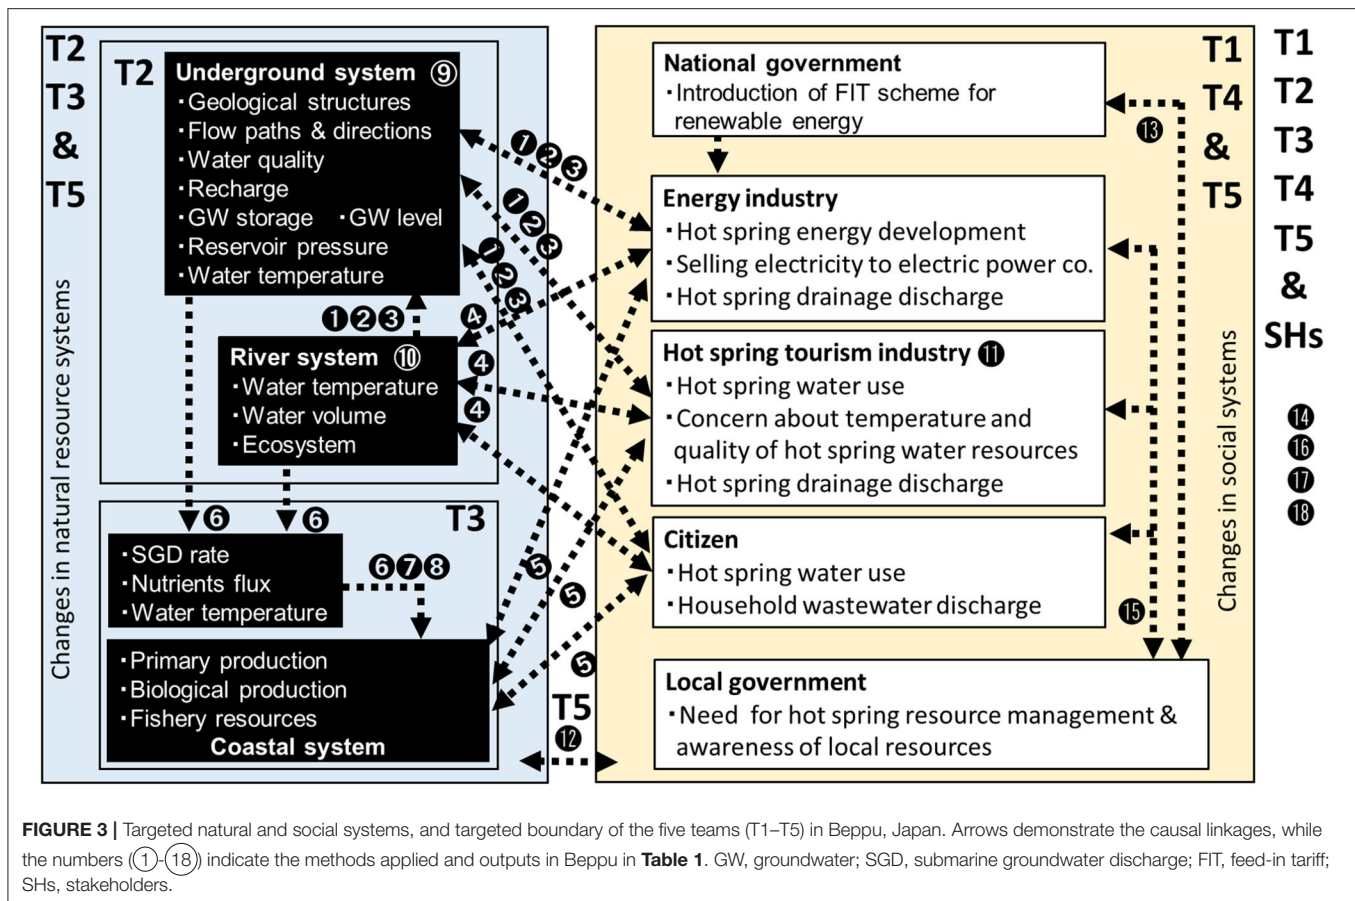 T2
T3
&
T5
Changes in natural resource systems
T2
Underground system ⑨
・Geological structures
・Flow paths & directions
・Water quality
・Recharge
・GW storage ・GW level
・Reservoir pressure
・Water temperature
❶❷❸
River system ⑩
・Water temperature
・Water volume
・Ecosystem
❻
❻
T3
・SGD rate
・Nutrients flux
・Water temperature
❻❼❽
・Primary production
・Biological production
・Fishery resources
Coastal system
❶❷❸
❶❷❸
❶❷❸
❹
❹
❹
❺
❺
❺
T5
⓬
National government
・Introduction of FIT scheme for
renewable energy
Energy industry
・Hot spring energy development
・Selling electricity to electric power co.
・Hot spring drainage discharge
Hot spring tourism industry ⓫
・Hot spring water use
・Concern about temperature and
quality of hot spring water resources
・Hot spring drainage discharge
Citizen
・Hot spring water use
・Household wastewater discharge
Local government
・Need for hot spring resource management &
awareness of local resources
⓭
⓯
T1
T4
&
T5
Changes in social systems
T1
T2
T3
T4
T5
&
SHs
⓮
⓰
⓱
⓲
FIGURE 3 | Targeted natural and social systems, and targeted boundary of the five teams (T1–T5) in Beppu, Japan. Arrows demonstrate the causal linkages, while
the numbers (①-⑱) indicate the methods applied and outputs in Beppu in Table 1. GW, groundwater; SGD, submarine groundwater discharge; FIT, feed-in tariff;
SHs, stakeholders.